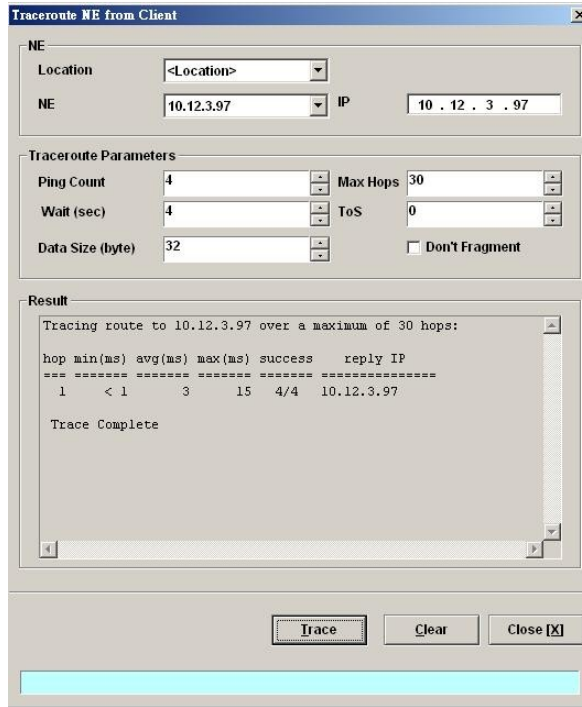 Traceroute NE from Client
NE
Location <Location>
NE 10.12.3.97 IP 10 . 12 . 3 . 97
Traceroute Parameters
Ping Count 4 Max Hops 30
Wait (sec) 4 ToS 0
Data Size (byte) 32 Don't Fragment
Result
Tracing route to 10.12.3.97 over a maximum of 30 hops:
hop min(ms) avg(ms) max(ms) success reply IP
=== ======= ======= ======= ======= ===============
1 < 1 3 15 4/4 10.12.3.97
Trace Complete
Trace Clear Close [X]